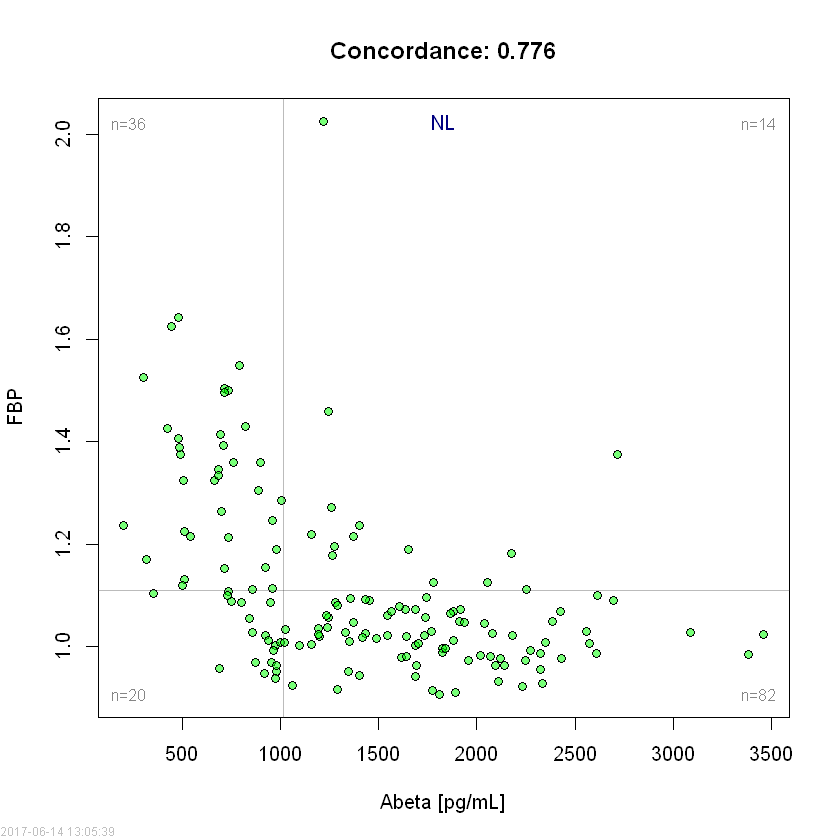 Concordance: 0.776
n=36
NL
n=14
2.0
1.8
1.6
1.4
1.2
1.0
FBP
n=20
n=82
500
1000
1500
2000
2500
3000
3500
Abeta [pg/mL]
2017-06-14 13:05:39